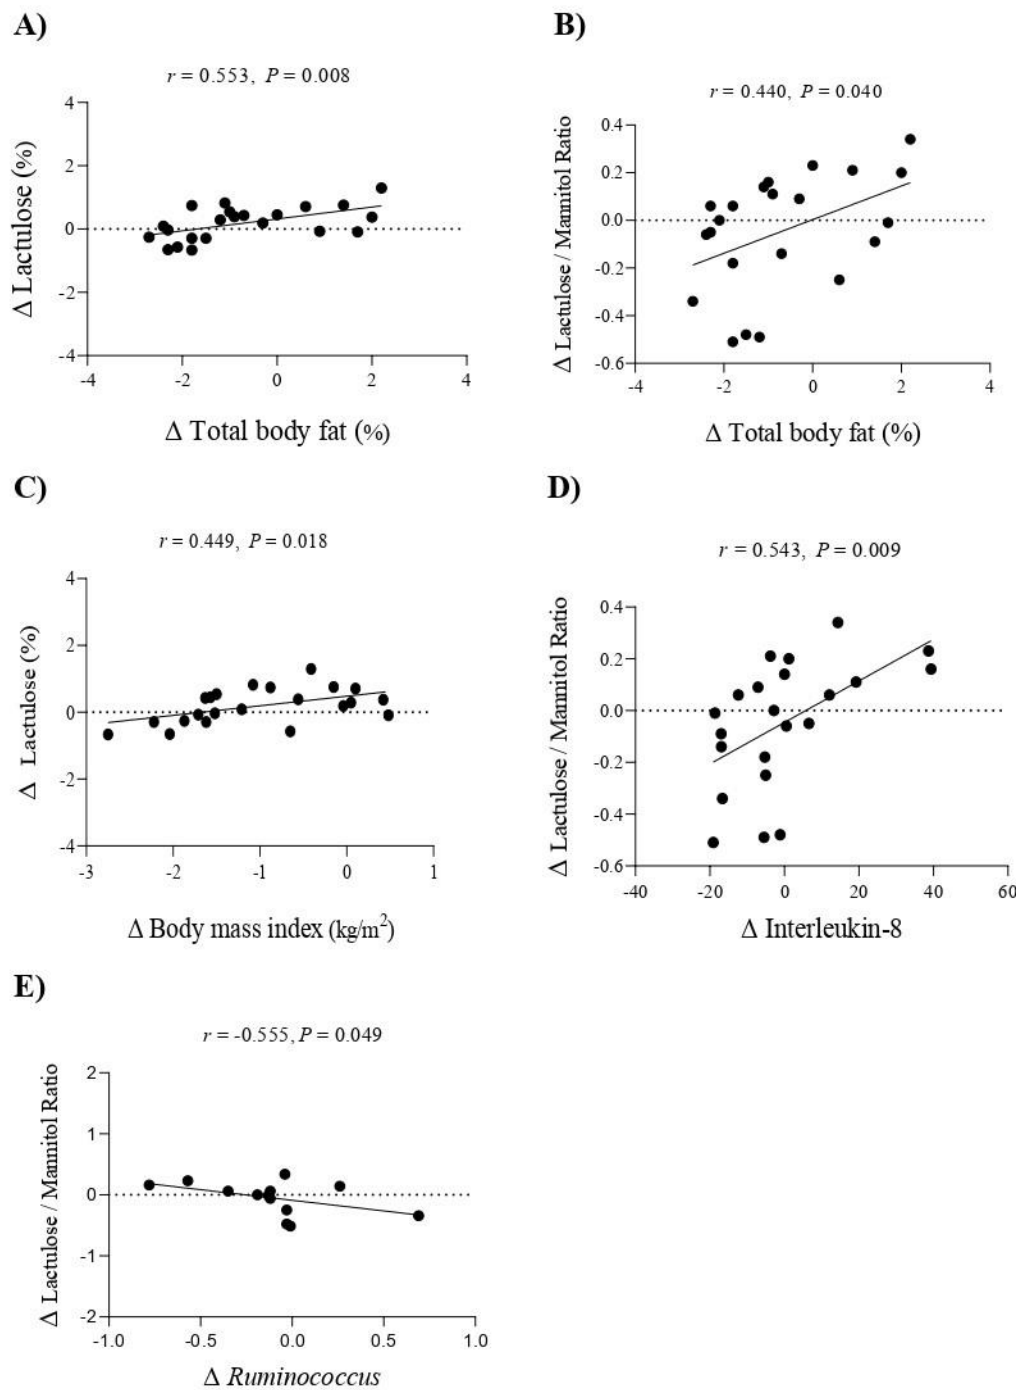 A)
r = 0.553, P = 0.008
Δ Lactulose (%)
4
2
0
-2
-4
-4 -2 0 2 4
Δ Total body fat (%)
B)
r = 0.440, P = 0.040
Δ Lactulose / Mannitol Ratio
0.4
0.2
0.0
-0.2
-0.4
-0.6
-4 -2 0 2 4
Δ Total body fat (%)
C)
r = 0.449, P = 0.018
Δ Lactulose (%)
4
2
0
-2
-4
-3 -2 -1 0 1
Δ Body mass index (kg/m²)
D)
r = 0.543, P = 0.009
Δ Lactulose / Mannitol Ratio
0.4
0.2
0.0
-0.2
-0.4
-0.6
-40 -20 0 20 40 60
Δ Interleukin-8
E)
r = -0.555, P = 0.049
Δ Lactulose / Mannitol Ratio
2
1
0
-1
-2
-1.0 -0.5 0.0 0.5 1.0
Δ Ruminococcus